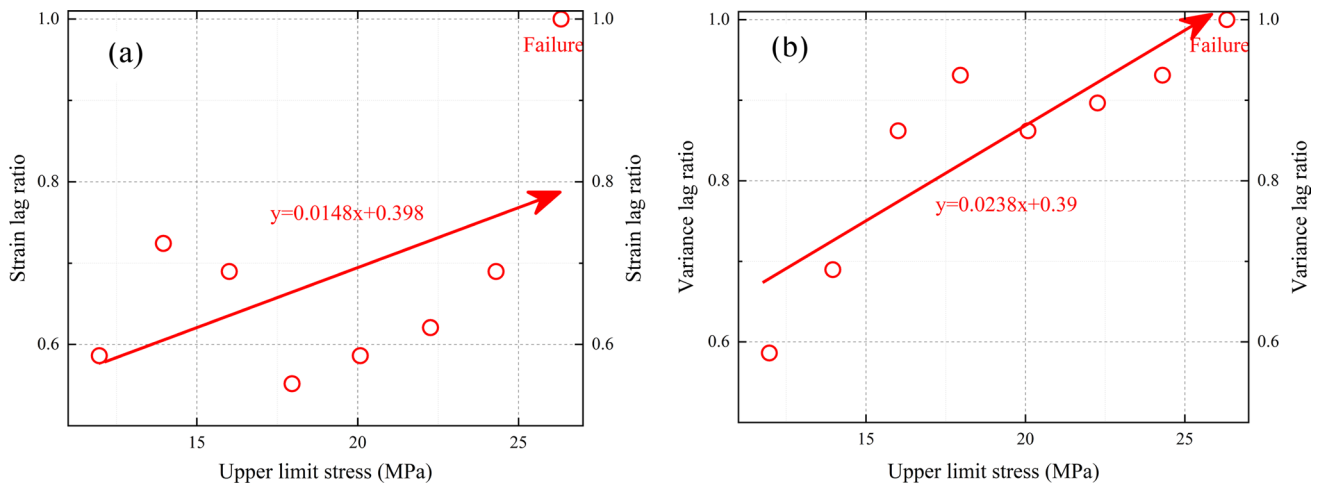 (a)
1.0
0.8
0.6
1.0
0.8
0.6
Failure
y=0.0148x+0.398
15
20
25
Strain lag ratio
Strain lag ratio
Upper limit stress (MPa)
(b)
1.0
0.8
0.6
1.0
0.8
0.6
Failure
y=0.0238x+0.39
15
20
25
Variance lag ratio
Variance lag ratio
Upper limit stress (MPa)